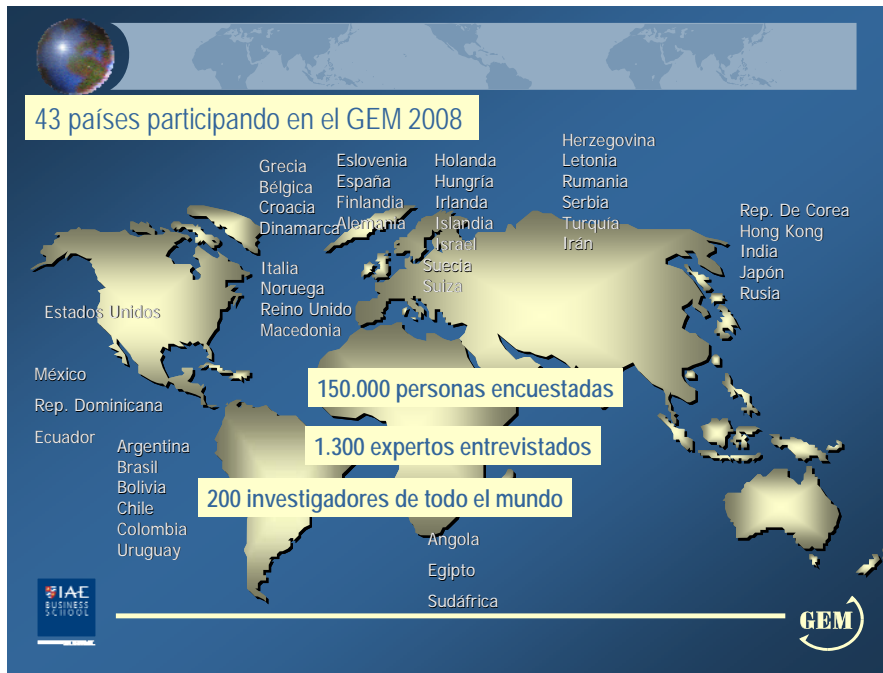 43 países participando en el GEM 2008
Grecia
Bélgica
Croacia
Dinamarca
Eslovenia
España
Finlandia
Alemania
Holanda
Hungría
Irlanda
Islandia
Israel
Suecia
Suiza
Herzegovina
Letonia
Rumania
Serbia
Turquía
Irán
Rep. De Corea
Hong Kong
India
Japón
Rusia
Italia
Noruega
Reino Unido
Macedonia
Estados Unidos
México
Rep. Dominicana
Ecuador
Argentina
Brasil
Bolivia
Chile
Colombia
Uruguay
150.000 personas encuestadas
1.300 expertos entrevistados
200 investigadores de todo el mundo
Angola
Egipto
Sudáfrica
IAE
BUSINESS
SCHOOL
GEM